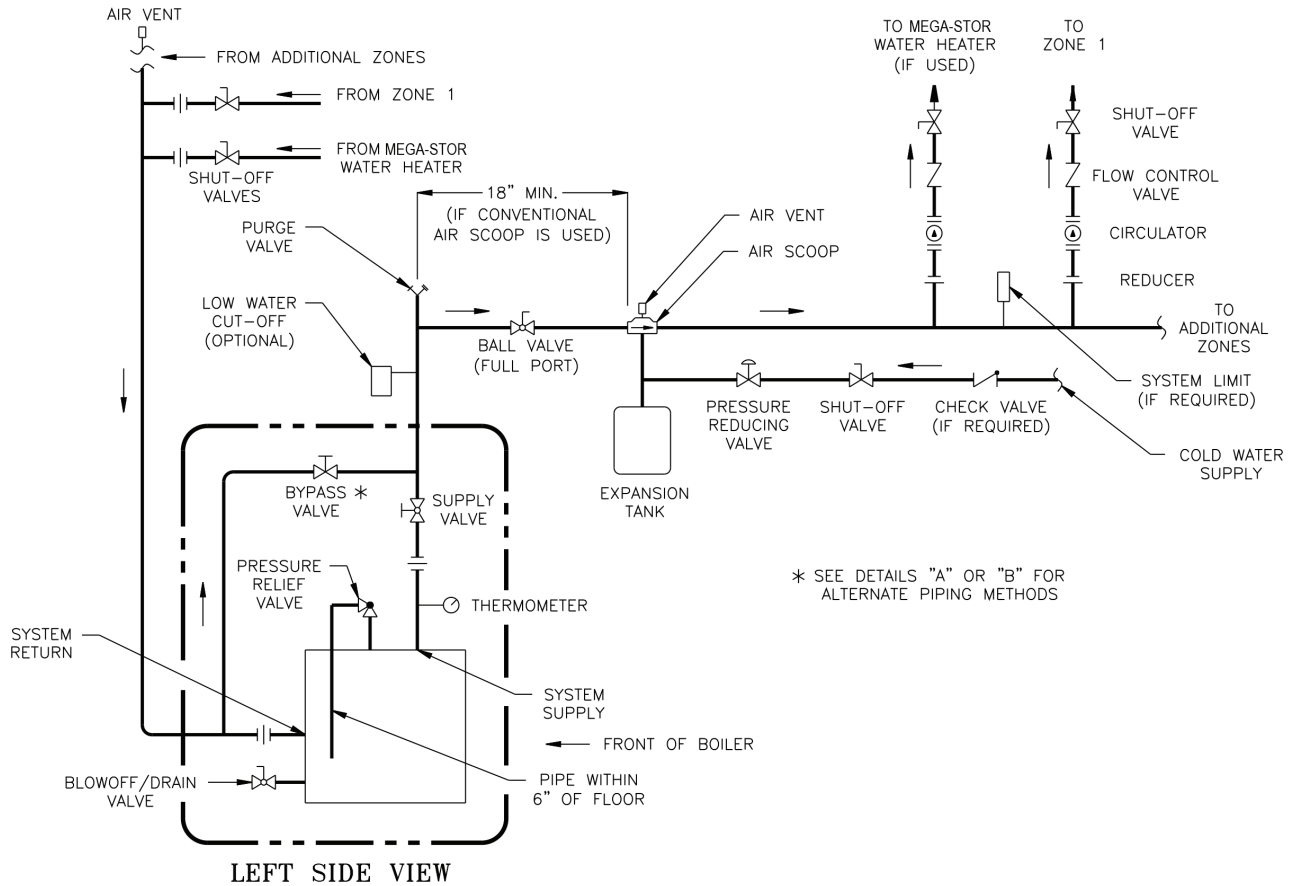 AIR VENT
FROM ADDITIONAL ZONES
FROM ZONE 1
FROM MEGA-STOR
WATER HEATER
SHUT-OFF
VALVES
TO MEGA-STOR
WATER HEATER
(IF USED)
TO
ZONE 1
SHUT-OFF
VALVE
FLOW CONTROL
VALVE
CIRCULATOR
REDUCER
18" MIN.
(IF CONVENTIONAL
AIR SCOOP IS USED)
PURGE
VALVE
AIR VENT
AIR SCOOP
LOW WATER
CUT-OFF
(OPTIONAL)
BALL VALVE
(FULL PORT)
TO
ADDITIONAL
ZONES
SYSTEM LIMIT
(IF REQUIRED)
PRESSURE
REDUCING
VALVE
SHUT-OFF
VALVE
CHECK VALVE
(IF REQUIRED)
COLD WATER
SUPPLY
EXPANSION
TANK
BYPASS *
VALVE
SUPPLY
VALVE
PRESSURE
RELIEF
VALVE
THERMOMETER
* SEE DETAILS "A" OR "B" FOR
ALTERNATE PIPING METHODS
SYSTEM
RETURN
SYSTEM
SUPPLY
FRONT OF BOILER
BLOWOFF/DRAIN
VALVE
PIPE WITHIN
6" OF FLOOR
LEFT SIDE VIEW